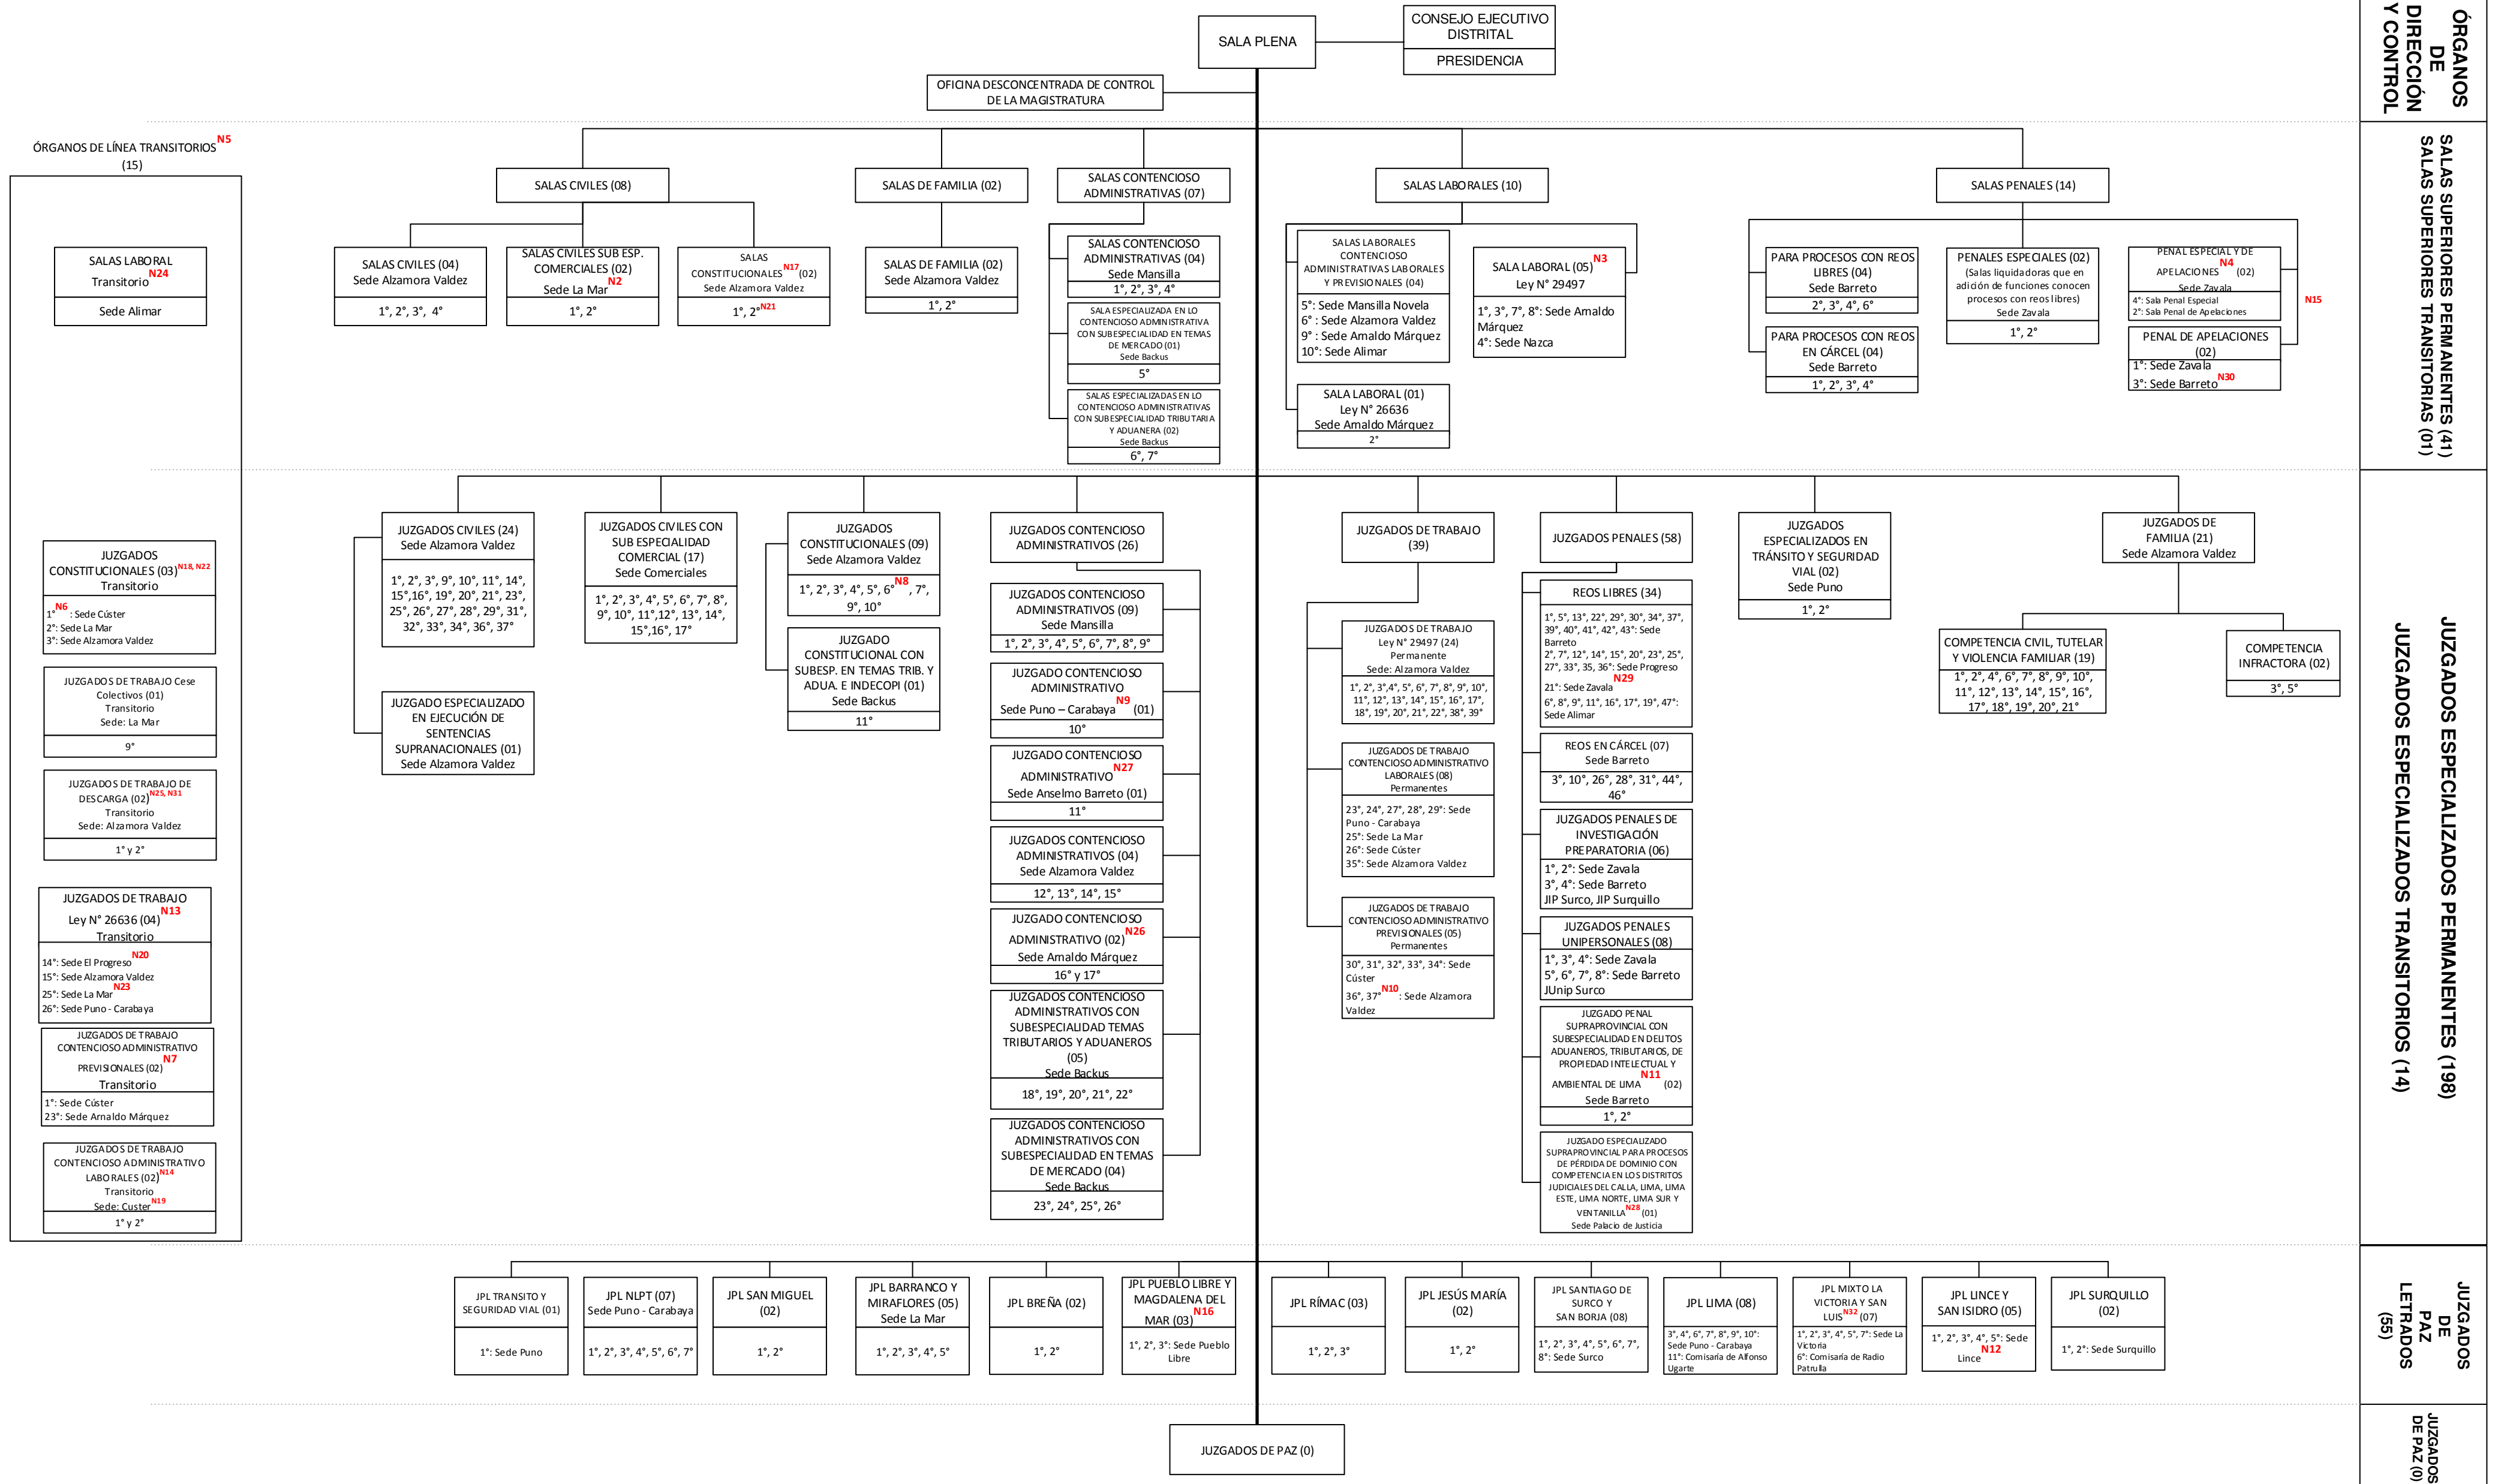 SALA PLENA
CONSEJO EJECUTIVO
DISTRITAL
PRESIDENCIA
OFICINA DESCONCENTRADA DE CONTROL
DE LA MAGISTRATURA
ÓRGANOS
DE
DIRECCIÓN
Y CONTROL
ÓRGANOS DE LÍNEA TRANSITORIOS N5
(15)
SALAS LABORAL
Transitorio N24
Sede Alimar
SALAS CIVILES (08)
SALAS CIVILES (04)
Sede Alzamora Valdez
1°, 2°, 3°, 4°
SALAS CIVILES SUB ESP.
COMERCIALES (02)
Sede La Mar N2
1°, 2°
SALAS
CONSTITUCIONALES N17 (02)
Sede Alzamora Valdez
1°, 2° N21
SALAS DE FAMILIA (02)
SALAS DE FAMILIA (02)
Sede Alzamora Valdez
1°, 2°
SALAS CONTENCIOSO
ADMINISTRATIVAS (07)
SALAS CONTENCIOSO
ADMINISTRATIVAS (04)
Sede Mansilla
1°, 2°, 3°, 4°
SALA ESPECIALIZADA EN LO
CONTENCIOSO ADMINISTRATIVA
CON SUBESPECIALIDAD EN TEMAS
DE MERCADO (01)
Sede Backus
5°
SALAS ESPECIALIZADAS EN LO
CONTENCIOSO ADMINISTRATIVAS
CON SUBESPECIALIDAD TRIBUTARIA
Y ADUANERA (02)
Sede Backus
6°, 7°
SALAS LABORALES (10)
SALAS LABORALES
CONTENCIOSO
ADMINISTRATIVAS LABORALES
Y PREVISIONALES (04)
5°: Sede Mansilla Novela
6° : Sede Alzamora Valdez
9° : Sede Arnaldo Márquez
10°: Sede Alimar
SALA LABORAL (01)
Ley N° 26636
Sede Arnaldo Márquez
2°
SALA LABORAL (05) N3
Ley N° 29497
1°, 3°, 7°, 8°: Sede Arnaldo
Márquez
4°: Sede Nazca
SALAS PENALES (14)
PARA PROCESOS CON REOS
LIBRES (04)
Sede Barreto
2°, 3°, 4°, 6°
PARA PROCESOS CON REOS
EN CÁRCEL (04)
Sede Barreto
1°, 2°, 3°, 4°
PENALES ESPECIALES (02)
(Salas liquidadoras que en
adición de funciones conocen
procesos con reos libres)
Sede Zavala
1°, 2°
PENAL ESPECIAL Y DE
APELACIONES N4 (02)
Sede Zavala
4°: Sala Penal Especial
2°: Sala Penal de Apelaciones
PENAL DE APELACIONES
(02)
1°: Sede Zavala
3°: Sede Barreto N30
N15
SALAS SUPERIORES PERMANENTES (41)
SALAS SUPERIORES TRANSITORIAS (01)
JUZGADOS
CONSTITUCIONALES (03) N18, N22
Transitorio
1° N6 : Sede Cúster
2°: Sede La Mar
3°: Sede Alzamora Valdez
JUZGADOS DE TRABAJO Cese
Colectivos (01)
Transitorio
Sede: La Mar
9°
JUZGADOS DE TRABAJO DE
DESCARGA (02) N25, N31
Transitorio
Sede: Alzamora Valdez
1° y 2°
JUZGADOS DE TRABAJO
Ley N° 26636 (04) N13
Transitorio
14°: Sede El Progreso N20
15°: Sede Alzamora Valdez
25°: Sede La Mar N23
26°: Sede Puno - Carabaya
JUZGADOS DE TRABAJO
CONTENCIOSO ADMINISTRATIVO
PREVISIONALES (02) N7
Transitorio
1°: Sede Cúster
23°: Sede Arnaldo Márquez
JUZGADOS DE TRABAJO
CONTENCIOSO ADMINISTRATIVO
LABORALES (02) N14
Transitorio
Sede: Custer N19
1° y 2°
JUZGADOS CIVILES (24)
Sede Alzamora Valdez
1°, 2°, 3°, 9°, 10°, 11°, 14°,
15°,16°, 19°, 20°, 21°, 23°,
25°, 26°, 27°, 28°, 29°, 31°,
32°, 33°, 34°, 36°, 37°
JUZGADO ESPECIALIZADO
EN EJECUCIÓN DE
SENTENCIAS
SUPRANACIONALES (01)
Sede Alzamora Valdez
JUZGADOS CIVILES CON
SUB ESPECIALIDAD
COMERCIAL (17)
Sede Comerciales
1°, 2°, 3°, 4°, 5°, 6°, 7°, 8°,
9°, 10°, 11°,12°, 13°, 14°,
15°,16°, 17°
JUZGADOS
CONSTITUCIONALES (09)
Sede Alzamora Valdez
1°, 2°, 3°, 4°, 5°, 6° N8 , 7°,
9°, 10°
JUZGADO
CONSTITUCIONAL CON
SUBESP. EN TEMAS TRIB. Y
ADUA. E INDECOPI (01)
Sede Backus
11°
JUZGADOS CONTENCIOSO
ADMINISTRATIVOS (26)
JUZGADOS CONTENCIOSO
ADMINISTRATIVOS (09)
Sede Mansilla
1°, 2°, 3°, 4°, 5°, 6°, 7°, 8°, 9°
JUZGADO CONTENCIOSO
ADMINISTRATIVO
Sede Puno – Carabaya N9 (01)
10°
JUZGADO CONTENCIOSO
ADMINISTRATIVO N27
Sede Anselmo Barreto (01)
11°
JUZGADOS CONTENCIOSO
ADMINISTRATIVOS (04)
Sede Alzamora Valdez
12°, 13°, 14°, 15°
JUZGADO CONTENCIOSO
ADMINISTRATIVO (02) N26
Sede Arnaldo Márquez
16° y 17°
JUZGADOS CONTENCIOSO
ADMINISTRATIVOS CON
SUBESPECIALIDAD TEMAS
TRIBUTARIOS Y ADUANEROS
(05)
Sede Backus
18°, 19°, 20°, 21°, 22°
JUZGADOS CONTENCIOSO
ADMINISTRATIVOS CON
SUBESPECIALIDAD EN TEMAS
DE MERCADO (04)
Sede Backus
23°, 24°, 25°, 26°
JUZGADOS DE TRABAJO
(39)
JUZGADOS DE TRABAJO
Ley N° 29497 (24)
Permanente
Sede: Alzamora Valdez
1°, 2°, 3°,4°, 5°, 6°, 7°, 8°, 9°, 10°,
11°, 12°, 13°, 14°, 15°, 16°, 17°,
18°, 19°, 20°, 21°, 22°, 38°, 39°
JUZGADOS DE TRABAJO
CONTENCIOSO ADMINISTRATIVO
LABORALES (08)
Permanentes
23°, 24°, 27°, 28°, 29°: Sede
Puno - Carabaya
25°: Sede La Mar
26°: Sede Cúster
35°: Sede Alzamora Valdez
JUZGADOS DE TRABAJO
CONTENCIOSO ADMINISTRATIVO
PREVISIONALES (05)
Permanentes
30°, 31°, 32°, 33°, 34°: Sede
Cúster
36°, 37° N10 : Sede Alzamora
Valdez
JUZGADOS PENALES (58)
REOS LIBRES (34)
1°, 5°, 13°, 22°, 29°, 30°, 34°, 37°,
39°, 40°, 41°, 42°, 43°: Sede
Barreto
2°, 7°, 12°, 14°, 15°, 20°, 23°, 25°,
27°, 33°, 35, 36°: Sede Progreso
N29
21°: Sede Zavala
6°, 8°, 9°, 11°, 16°, 17°, 19°, 47°:
Sede Alimar
REOS EN CÁRCEL (07)
Sede Barreto
3°, 10°, 26°, 28°, 31°, 44°,
46°
JUZGADOS PENALES DE
INVESTIGACIÓN
PREPARATORIA (06)
1°, 2°: Sede Zavala
3°, 4°: Sede Barreto
JIP Surco, JIP Surquillo
JUZGADOS PENALES
UNIPERSONALES (08)
1°, 3°, 4°: Sede Zavala
5°, 6°, 7°, 8°: Sede Barreto
JUnip Surco
JUZGADO PENAL
SUPRAPROVINCIAL CON
SUBESPECIALIDAD EN DELITOS
ADUANEROS, TRIBUTARIOS, DE
PROPIEDAD INTELECTUAL Y
AMBIENTAL DE LIMA N11 (02)
Sede Barreto
1°, 2°
JUZGADO ESPECIALIZADO
SUPRAPROVINCIAL PARA PROCESOS
DE PÉRDIDA DE DOMINIO CON
COMPETENCIA EN LOS DISTRITOS
JUDICIALES DEL CALLA, LIMA, LIMA
ESTE, LIMA NORTE, LIMA SUR Y
VENTANILLA N28 (01)
Sede Palacio de Justicia
JUZGADOS
ESPECIALIZADOS EN
TRÁNSITO Y SEGURIDAD
VIAL (02)
Sede Puno
1°, 2°
JUZGADOS DE
FAMILIA (21)
Sede Alzamora Valdez
COMPETENCIA CIVIL, TUTELAR
Y VIOLENCIA FAMILIAR (19)
1°, 2°, 4°, 6°, 7°, 8°, 9°, 10°,
11°, 12°, 13°, 14°, 15°, 16°,
17°, 18°, 19°, 20°, 21°
COMPETENCIA
INFRACTORA (02)
3°, 5°
JUZGADOS ESPECIALIZADOS PERMANENTES (198)
JUZGADOS ESPECIALIZADOS TRANSITORIOS (14)
JPL TRANSITO Y
SEGURIDAD VIAL (01)
1°: Sede Puno
JPL NLPT (07)
Sede Puno - Carabaya
1°, 2°, 3°, 4°, 5°, 6°, 7°
JPL SAN MIGUEL
(02)
1°, 2°
JPL BARRANCO Y
MIRAFLORES (05)
Sede La Mar
1°, 2°, 3°, 4°, 5°
JPL BREÑA (02)
1°, 2°
JPL PUEBLO LIBRE Y
MAGDALENA DEL
MAR (03) N16
1°, 2°, 3°: Sede Pueblo
Libre
JPL RÍMAC (03)
1°, 2°, 3°
JPL JESÚS MARÍA
(02)
1°, 2°
JPL SANTIAGO DE
SURCO Y
SAN BORJA (08)
1°, 2°, 3°, 4°, 5°, 6°, 7°,
8°: Sede Surco
JPL LIMA (08)
3°, 4°, 6°, 7°, 8°, 9°, 10°:
Sede Puno - Carabaya
11°: Comisaría de Alfonso
Ugarte
JPL MIXTO LA
VICTORIA Y SAN
LUIS N32 (07)
1°, 2°, 3°, 4°, 5°, 7°: Sede La
Victoria
6°: Comisaría de Radio
Patrulla
JPL LINCE Y
SAN ISIDRO (05)
1°, 2°, 3°, 4°, 5°: Sede
Lince N12
JPL SURQUILLO
(02)
1°, 2°: Sede Surquillo
JUZGADOS
DE
PAZ
LETRADOS
(55)
JUZGADOS DE PAZ (0)
JUZGADOS
DE PAZ (0)